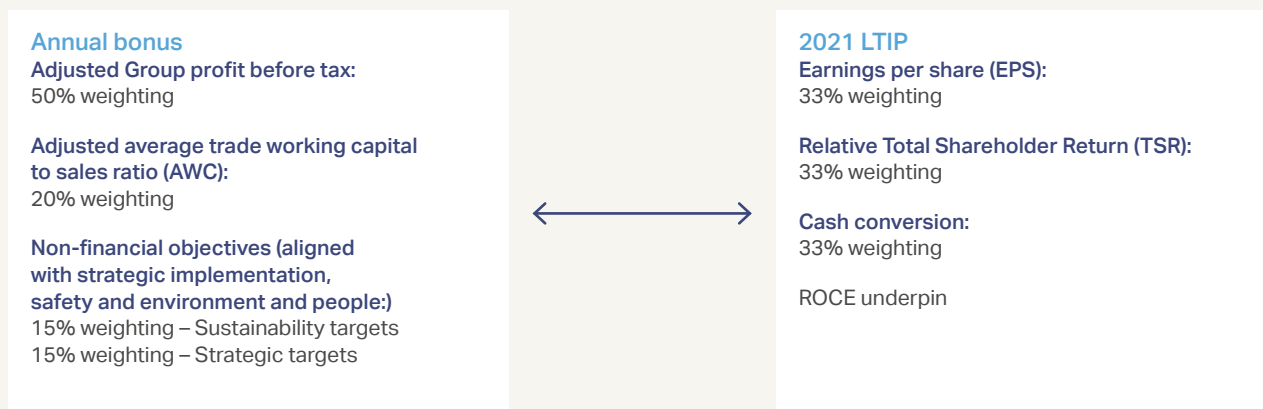 Annual bonus
Adjusted Group profit before tax:
50% weighting
Adjusted average trade working capital
to sales ratio (AWC):
20% weighting
Non-financial objectives (aligned
with strategic implementation,
safety and environment and people:)
15% weighting – Sustainability targets
15% weighting – Strategic targets
2021 LTIP
Earnings per share (EPS):
33% weighting
Relative Total Shareholder Return (TSR):
33% weighting
Cash conversion:
33% weighting
ROCE underpin